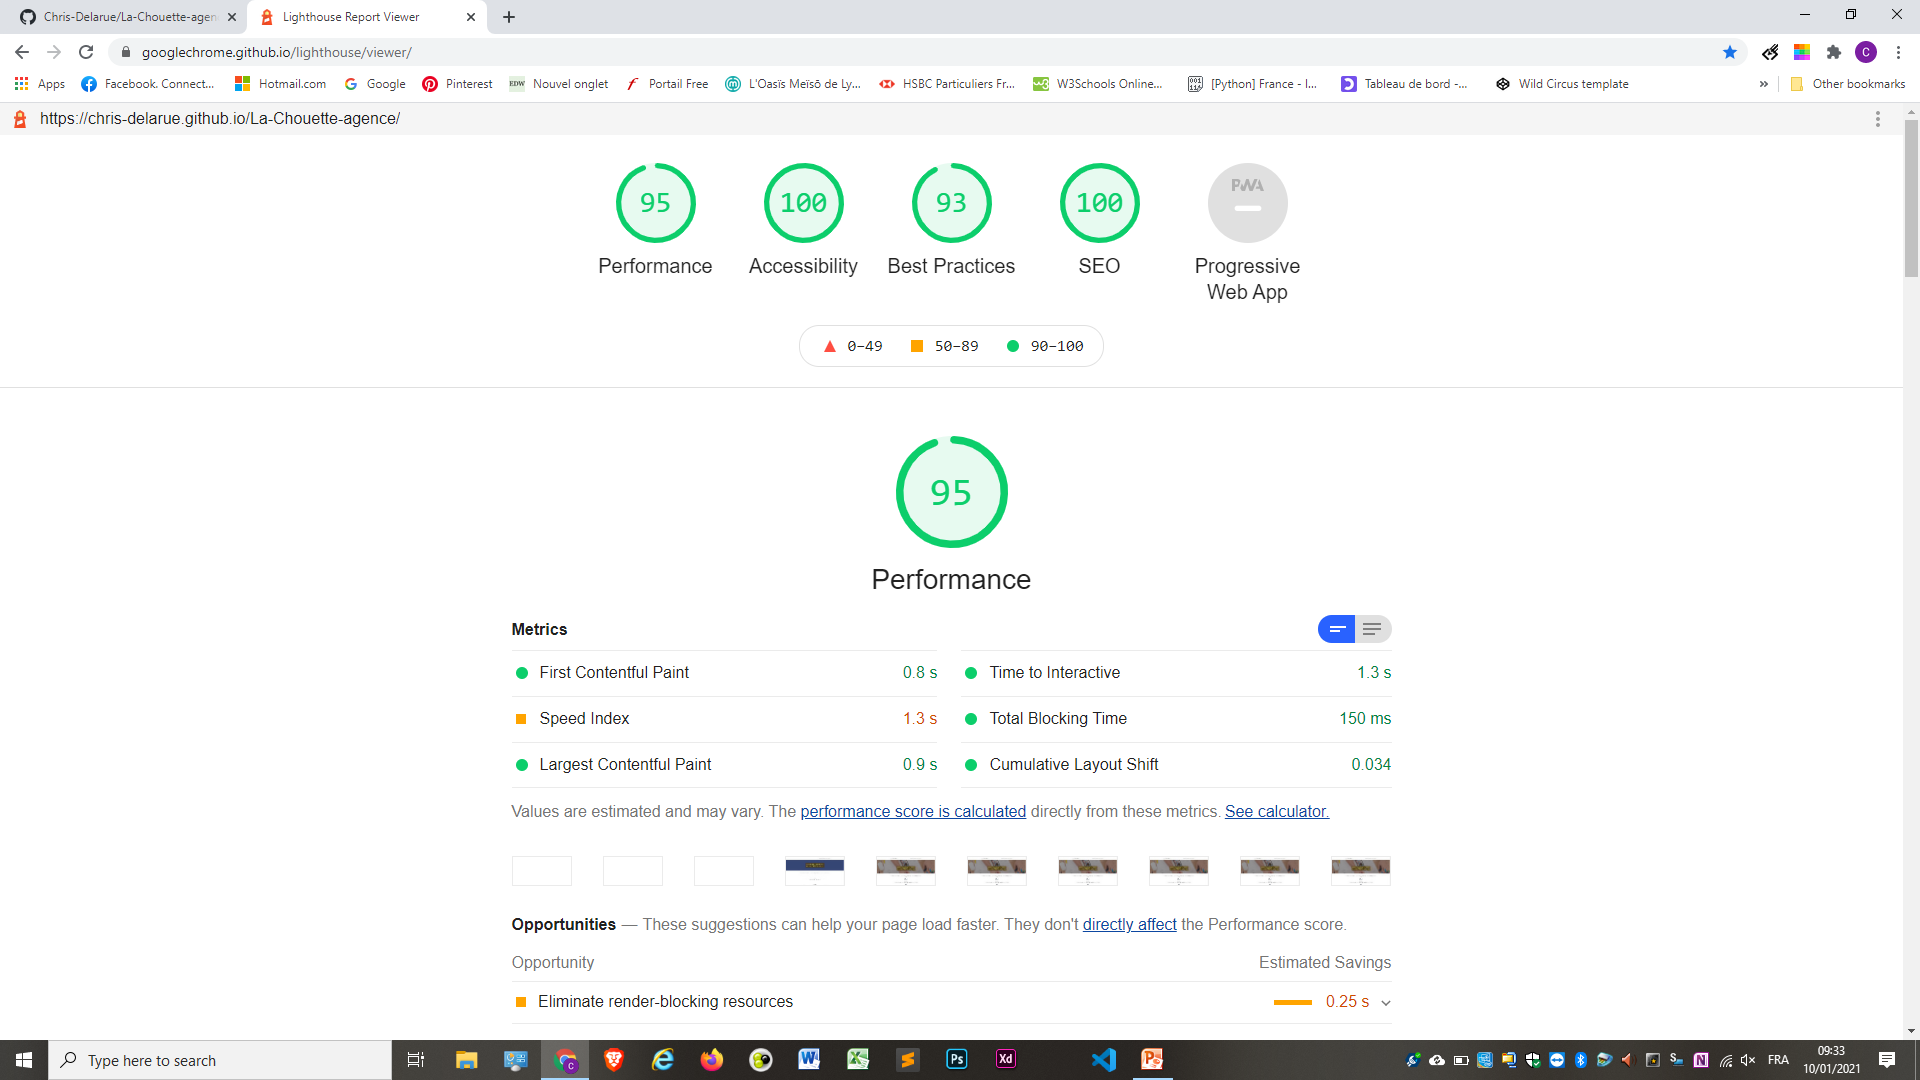 Chris-Delarue/La-Chouette-agen
Lighthouse Report Viewer
googlechrome.github.io/lighthouse/viewer/
C
Apps
Facebook. Connect...
Hotmail.com
Google
Pinterest
EDW
Nouvel onglet
Portail Free
L'Oasïs Meïsō de Ly...
HSBC Particuliers Fr...
W3Schools Online...
[Python] France - I...
Tableau de bord -...
Wild Circus template
»
Other bookmarks
https://chris-delarue.github.io/La-Chouette-agence/
95
100
93
100
PWA
Performance
Accessibility
Best Practices
SEO
Progressive
Web App
0–49
50–89
90–100
95
Performance
Metrics
First Contentful Paint
0.8 s
Time to Interactive
1.3 s
Speed Index
1.3 s
Total Blocking Time
150 ms
Largest Contentful Paint
0.9 s
Cumulative Layout Shift
0.034
Values are estimated and may vary. The performance score is calculated directly from these metrics. See calculator.
Opportunities — These suggestions can help your page load faster. They don't directly affect the Performance score.
Opportunity
Estimated Savings
Eliminate render-blocking resources
0.25 s
Type here to search
Ps
Xd
FRA
09:33
10/01/2021